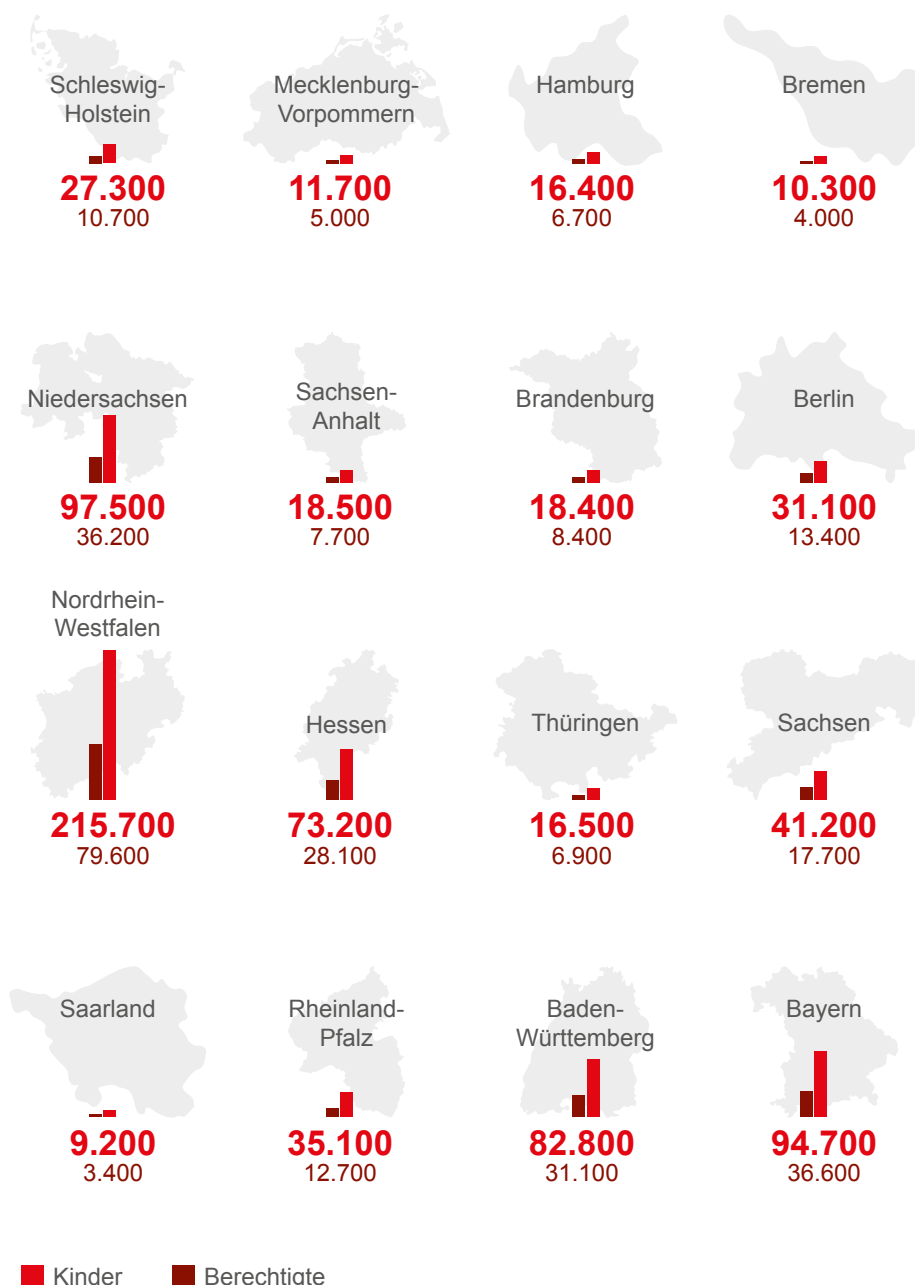 Schleswig-
Holstein
27.300
10.700
Mecklenburg-
Vorpommern
11.700
5.000
Hamburg
16.400
6.700
Bremen
10.300
4.000
Niedersachsen
97.500
36.200
Sachsen-
Anhalt
18.500
7.700
Brandenburg
18.400
8.400
Berlin
31.100
13.400
Nordrhein-
Westfalen
215.700
79.600
Hessen
73.200
28.100
Thüringen
16.500
6.900
Sachsen
41.200
17.700
Saarland
9.200
3.400
Rheinland-
Pfalz
35.100
12.700
Baden-
Württemberg
82.800
31.100
Bayern
94.700
36.600
Kinder
Berechtigte